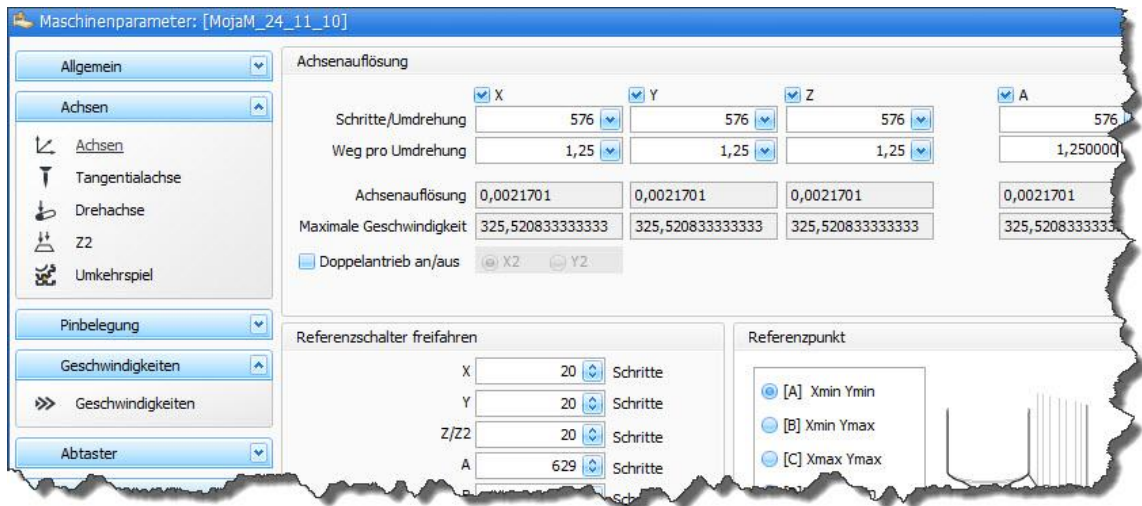 Maschinenparameter: [MojaM_24_11_10]
Allgemein
Achsen
Achsen
Tangentialachse
Drehachse
Z2
Umkehrspiel
Pinbelegung
Geschwindigkeiten
Geschwindigkeiten
Abtaster
Achsenauflösung
X Y Z A
Schritte/Umdrehung 576 576 576 576
Weg pro Umdrehung 1,25 1,25 1,25 1,250000
Achsenauflösung 0,0021701 0,0021701 0,0021701 0,0021701
Maximale Geschwindigkeit 325,520833333333 325,520833333333 325,520833333333 325,5208333
Doppelantrieb an/aus X2 Y2
Referenzschalter freifahren
X 20 Schritte
Y 20 Schritte
Z/Z2 20 Schritte
A 629 Schritte
Referenzpunkt
[A] Xmin Ymin
[B] Xmin Ymax
[C] Xmax Ymax